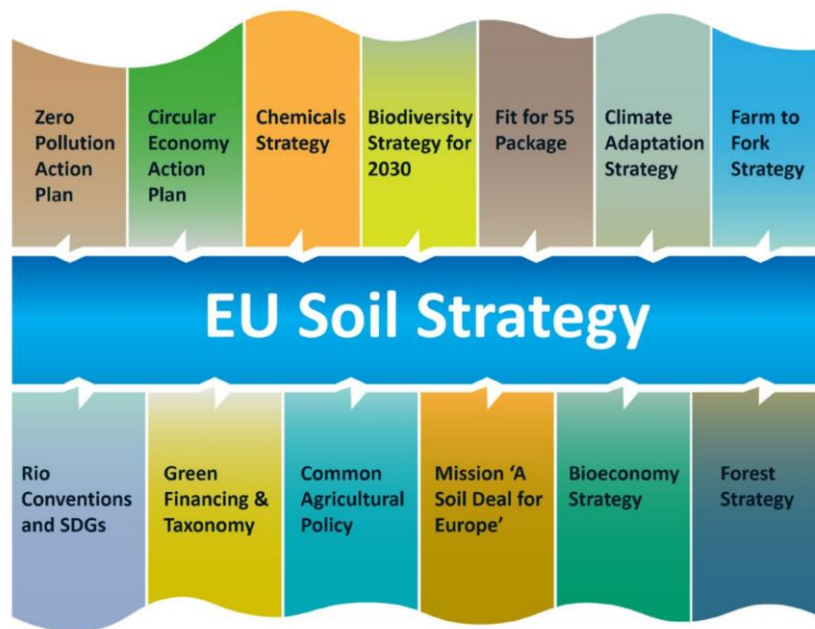 Zero
Pollution
Action
Plan
Circular
Economy
Action
Plan
Chemicals
Strategy
Biodiversity
Strategy for
2030
Fit for 55
Package
Climate
Adaptation
Strategy
Farm to
Fork
Strategy
EU Soil Strategy
Rio
Conventions
and SDGs
Green
Financing &
Taxonomy
Common
Agricultural
Policy
Mission ‘A
Soil Deal for
Europe’
Bioeconomy
Strategy
Forest
Strategy